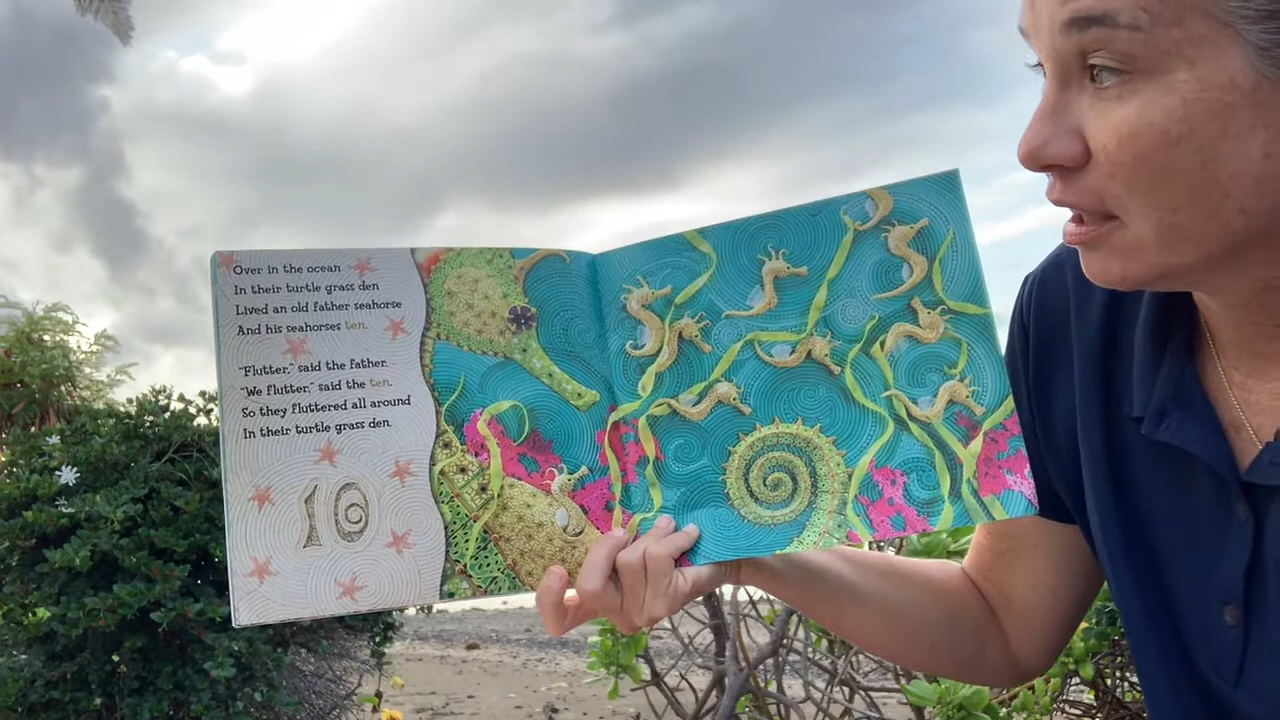 Over in the ocean
In their turtle grass den
Lived an old father seahorse
And his seahorses ten.
"Flutter," said the father.
"We flutter," said the ten.
So they fluttered all around
In their turtle grass den.
10